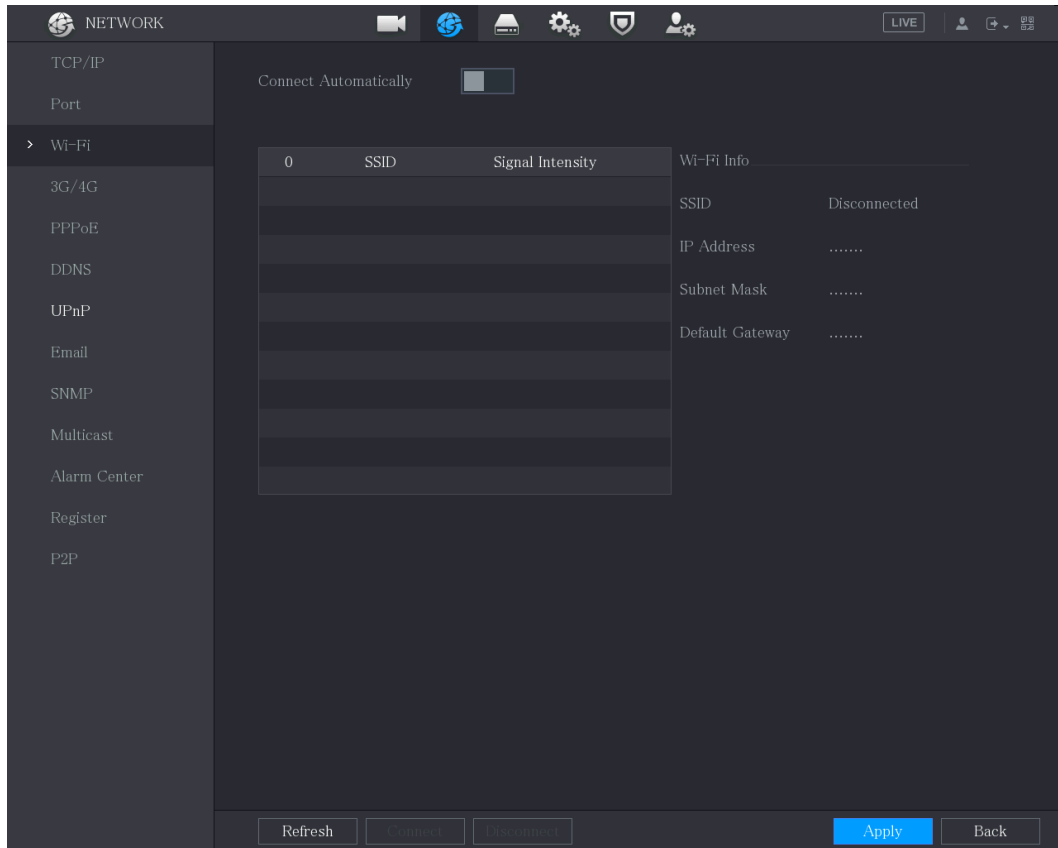 NETWORK
LIVE
TCP/IP
Port
Wi-Fi
3G/4G
PPPoE
DDNS
UPnP
Email
SNMP
Multicast
Alarm Center
Register
P2P
Connect Automatically
0 SSID Signal Intensity
Wi-Fi Info
SSID Disconnected
IP Address .......
Subnet Mask .......
Default Gateway .......
Refresh Connect Disconnect Apply Back